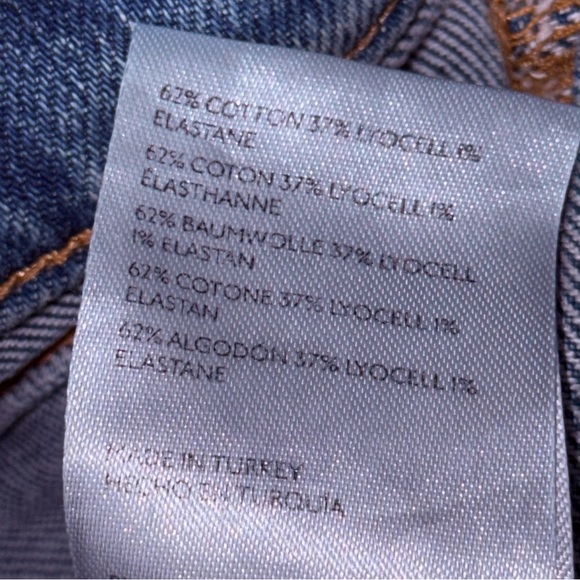 62% COTTON 37% LYOCELL 1%
ELASTANE
62% COTON 37% LYOCELL 1%
ÉLASTHANNE
62% BAUMWOLLE 37% LYOCELL
1% ELASTAN
62% COTONE 37% LYOCELL 1%
ELASTAN
62% ALGODÓN 37% LYOCELL 1%
ELASTANE
MADE IN TURKEY
HECHO EN TURQUIA